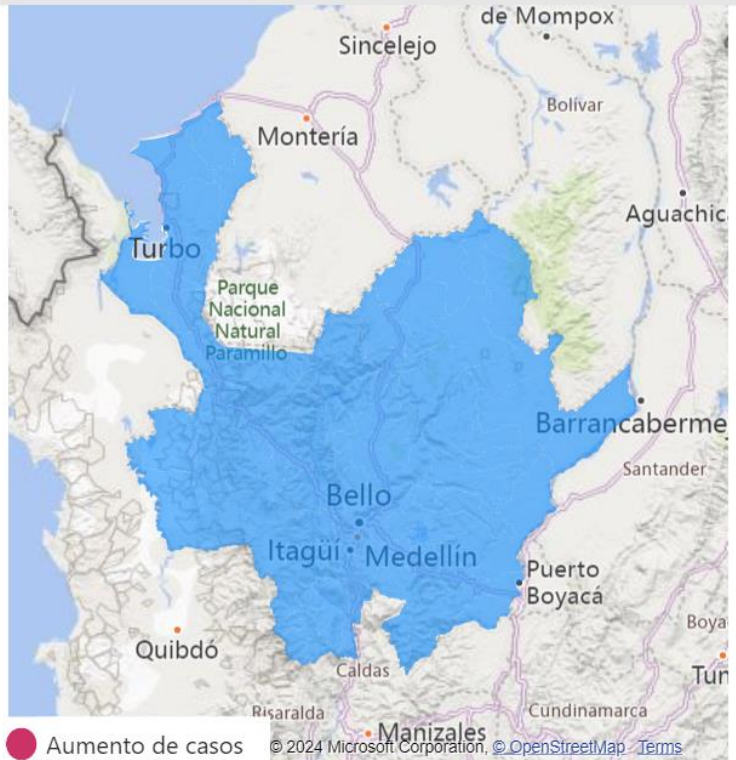 de Mompox
Sincelejo
Bolívar
Montería
Aguachic
Turbo
Parque
Nacional
Natural
Paramillo
Barrancaberme
Santander
Bello
Itagüí
Medellín
Puerto
Boyacá
Boya
Quibdó
Tun
Caldas
Risaralda
Cundinamarca
Manizales
Aumento de casos
© 2024 Microsoft Corporation, © OpenStreetMap Terms